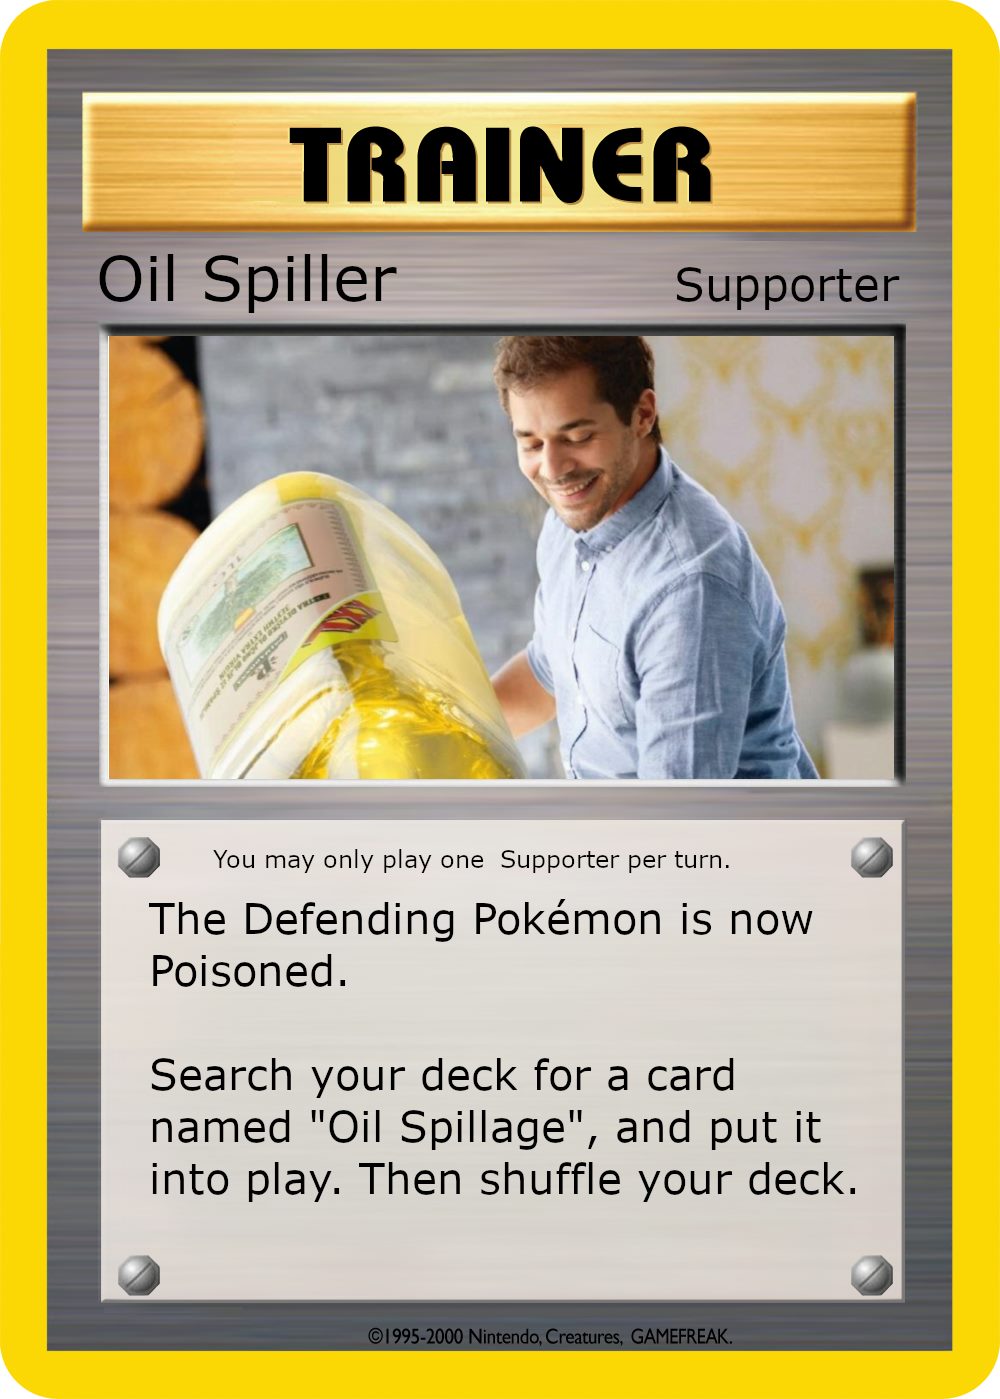 TRAINER
Oil Spiller
Supporter
You may only play one  Supporter per turn.
The Defending Pokémon is now
Poisoned.
Search your deck for a card
named "Oil Spillage", and put it
into play. Then shuffle your deck.
©1995-2000 Nintendo, Creatures, GAMEFREAK.